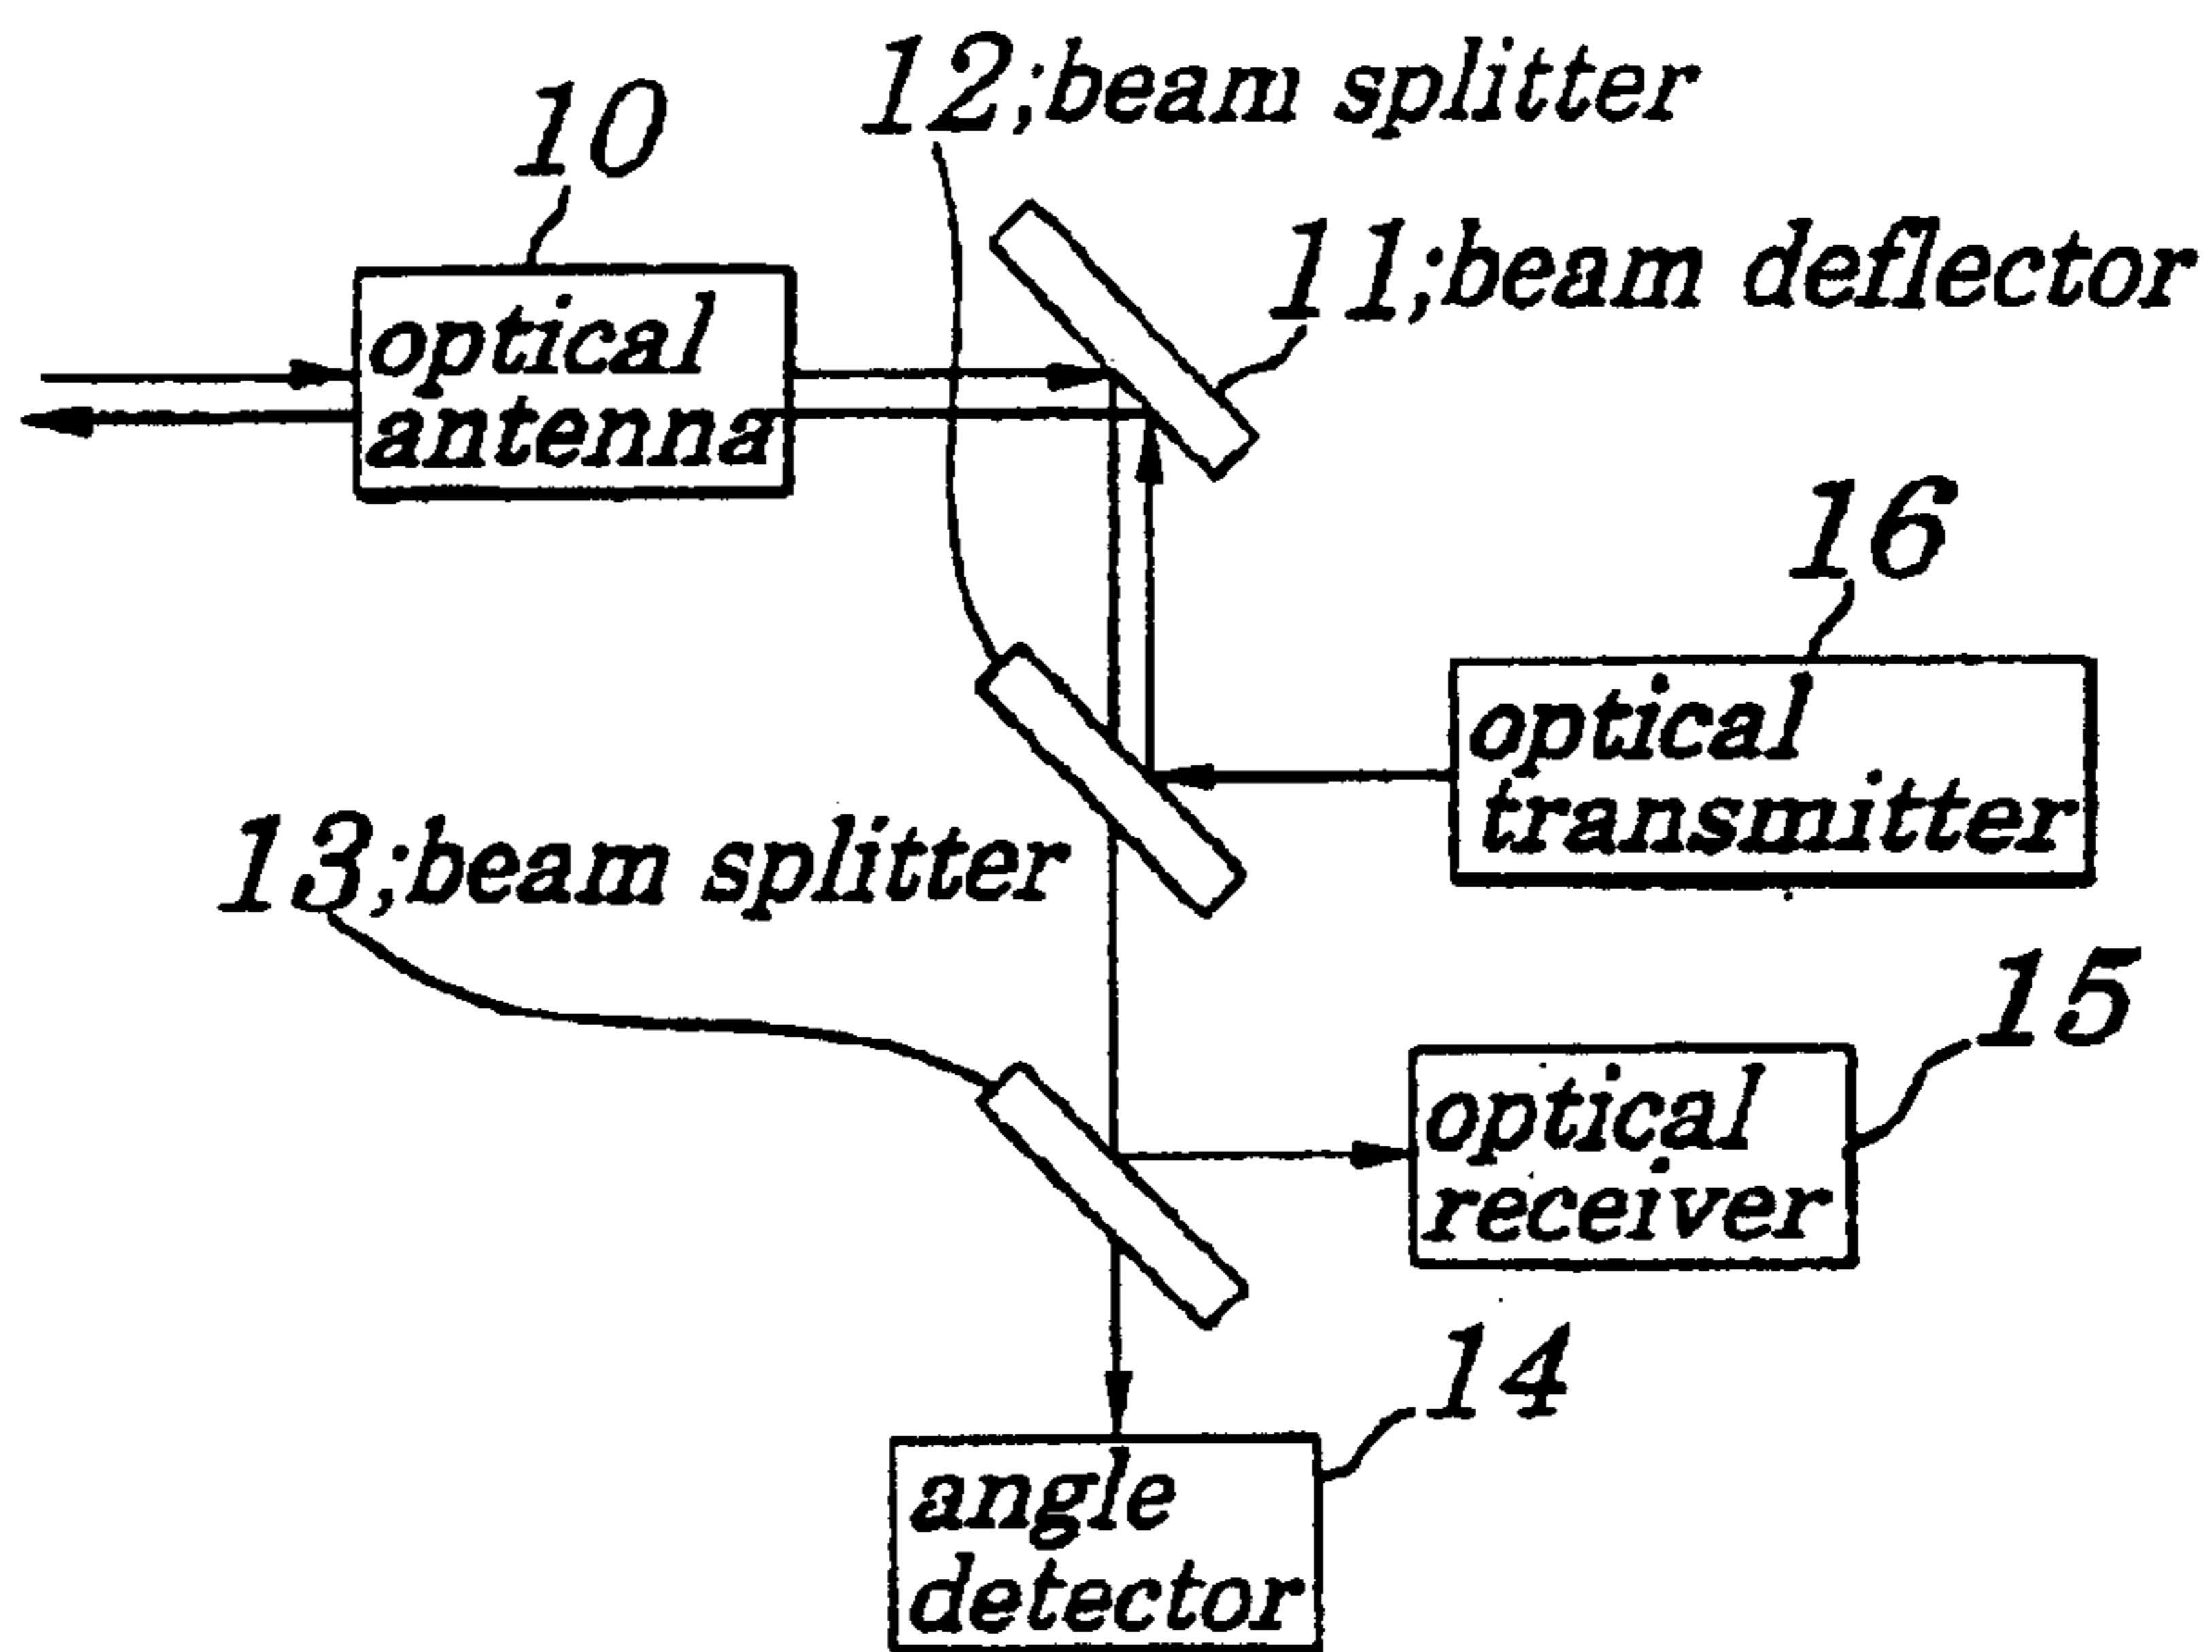 12;beam splitter
10
11;beam deflector
optical
antenna
16
optical
transmitter
13;beam splitter
15
optical
receiver
14
angle
detector